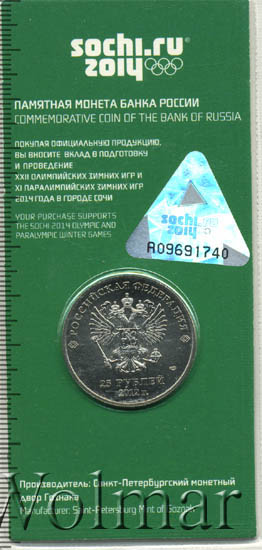 sochi.ru
2014
ПАМЯТНАЯ МОНЕТА БАНКА РОССИИ
COMMEMORATIVE COIN OF THE BANK OF RUSSIA
ПОКУПАЯ ОФИЦИАЛЬНУЮ ПРОДУКЦИЮ,
ВЫ ВНОСИТЕ ВКЛАД В ПОДГОТОВКУ
И ПРОВЕДЕНИЕ
XXII ОЛИМПИЙСКИХ ЗИМНИХ ИГР И
XI ПАРАЛИМПИЙСКИХ ЗИМНИХ ИГР
2014 ГОДА В ГОРОДЕ СОЧИ
YOUR PURCHASE SUPPORTS
THE SOCHI 2014 OLYMPIC AND
PARALYMPIC WINTER GAMES
sochi.ru
2014
A09691740
РОССИЙСКАЯ ФЕДЕРАЦИЯ
25 РУБЛЕЙ
2012 г.
Производитель: Санкт-Петербургский монетный
двор Гознака
Manufacturer: Saint-Petersburg Mint of Goznak
Wolmar